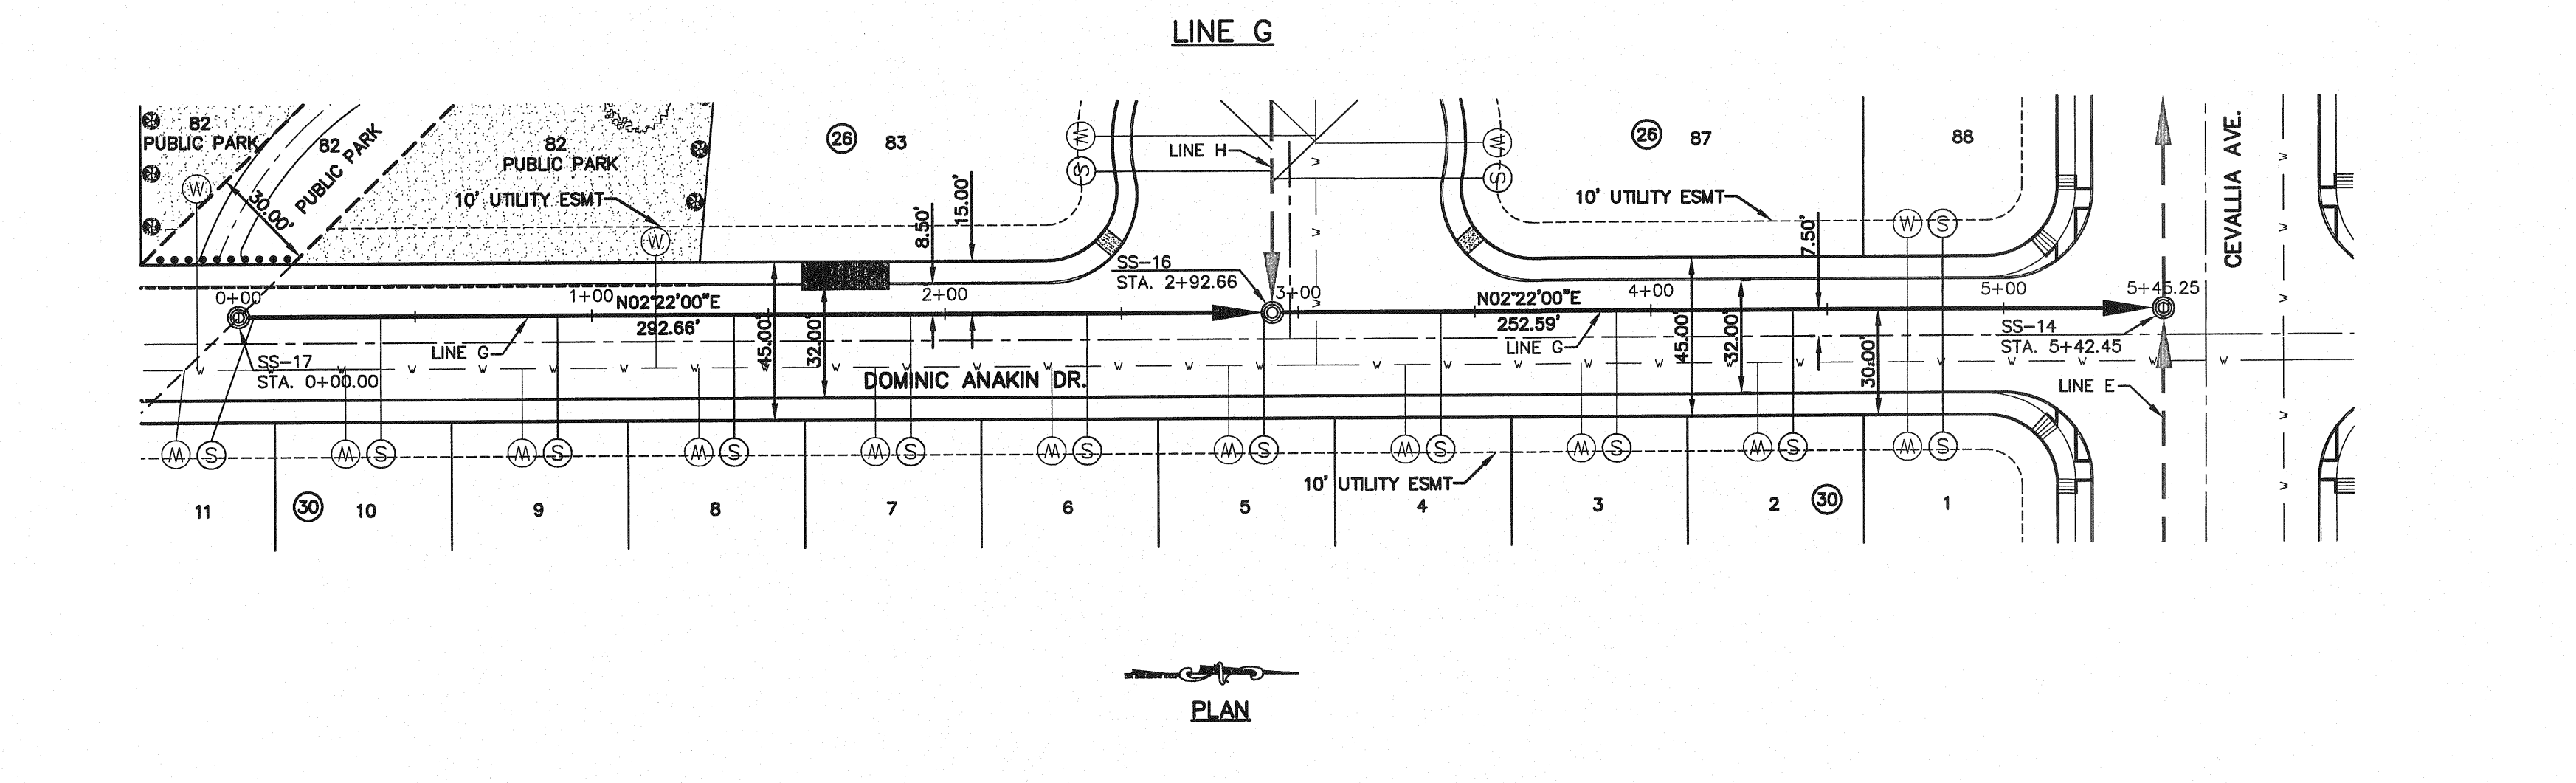 LINE G
82
PUBLIC PARK
82
PUBLIC PARK
82
PUBLIC PARK
30.00'
10' UTILITY ESMT
26
83
8.50'
15.00'
LINE H
26
87
88
10' UTILITY ESMT
7.50'
CEVALLIA AVE.
W
W
W
S
W
S
W
S
SS-16
STA. 2+92.66
0+00
1+00
2+00
3+00
4+00
5+00
5+45.25
N02°22'00"E
292.66'
N02°22'00"E
252.59'
LINE G
LINE G
45.00'
32.00'
45.00'
32.00'
30.00'
SS-17
STA. 0+00.00
SS-14
STA. 5+42.45
LINE E
DOMINIC ANAKIN DR.
W S W S W S W S W S W S W S W S W S W S W S
10' UTILITY ESMT
11 30 10 9 8 7 6 5 4 3 2 30 1
PLAN